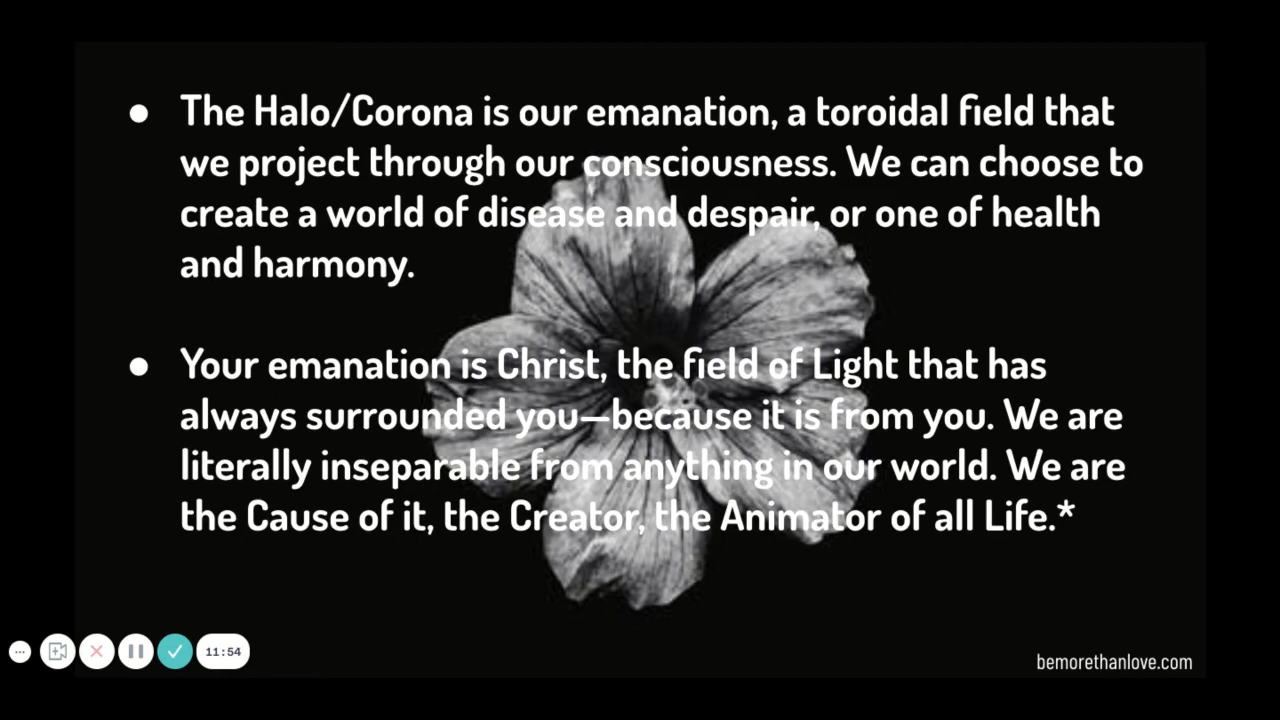 ● The Halo/Corona is our emanation, a toroidal field that
we project through our consciousness. We can choose to
create a world of disease and despair, or one of health
and harmony.
● Your emanation is Christ, the field of Light that has
always surrounded you—because it is from you. We are
literally inseparable from anything in our world. We are
the Cause of it, the Creator, the Animator of all Life.*
11:54
bemorethanlove.com